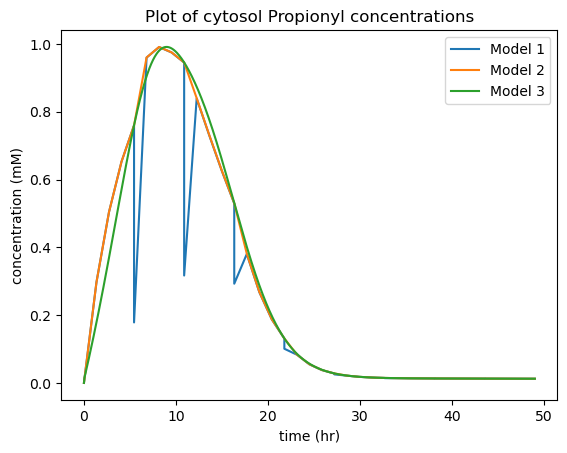 Plot of cytosol Propionyl concentrations
Model 1
Model 2
Model 3
concentration (mM)
1.0
0.8
0.6
0.4
0.2
0.0
0 10 20 30 40 50
time (hr)